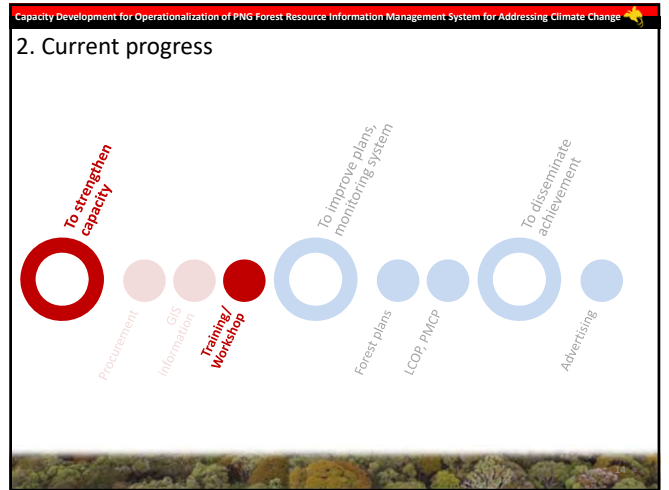 Capacity Development for Operationalization of PNG Forest Resource Information Management System for Addressing Climate Change
2. Current progress
To strengthen
capacity
Procurement
GIS
Information
Training/
Workshop
To improve plans,
monitoring system
Forest plans
LCOP, PMCP
To disseminate
achievement
Advertising
14